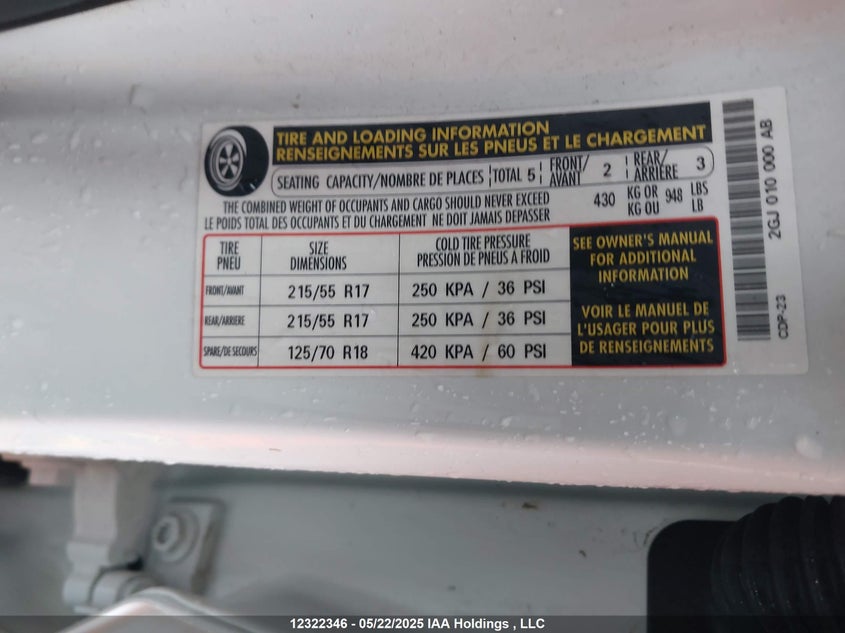 TIRE AND LOADING INFORMATION
RENSEIGNEMENTS SUR LES PNEUS ET LE CHARGEMENT
SEATING CAPACITY/NOMBRE DE PLACES TOTAL 5 FRONT/AVANT 2 REAR/ARRIÈRE 3
THE COMBINED WEIGHT OF OCCUPANTS AND CARGO SHOULD NEVER EXCEED 430 KG OR 948 LBS
LE POIDS TOTAL DES OCCUPANTS ET DU CHARGEMENT NE DOIT JAMAIS DEPASSER KG OU LB
TIRE PNEU
SIZE DIMENSIONS
COLD TIRE PRESSURE PRESSION DE PNEUS A FROID
FRONT/AVANT 215/55 R17 250 KPA / 36 PSI
REAR/ARRIERE 215/55 R17 250 KPA / 36 PSI
SPARE/DE SECOURS 125/70 R18 420 KPA / 60 PSI
SEE OWNER'S MANUAL
FOR ADDITIONAL
INFORMATION
VOIR LE MANUEL DE
L'USAGER POUR PLUS
DE RENSEIGNEMENTS
2GJ 010 000 AB
CDP-23
12322346 - 05/22/2025 IAA Holdings , LLC